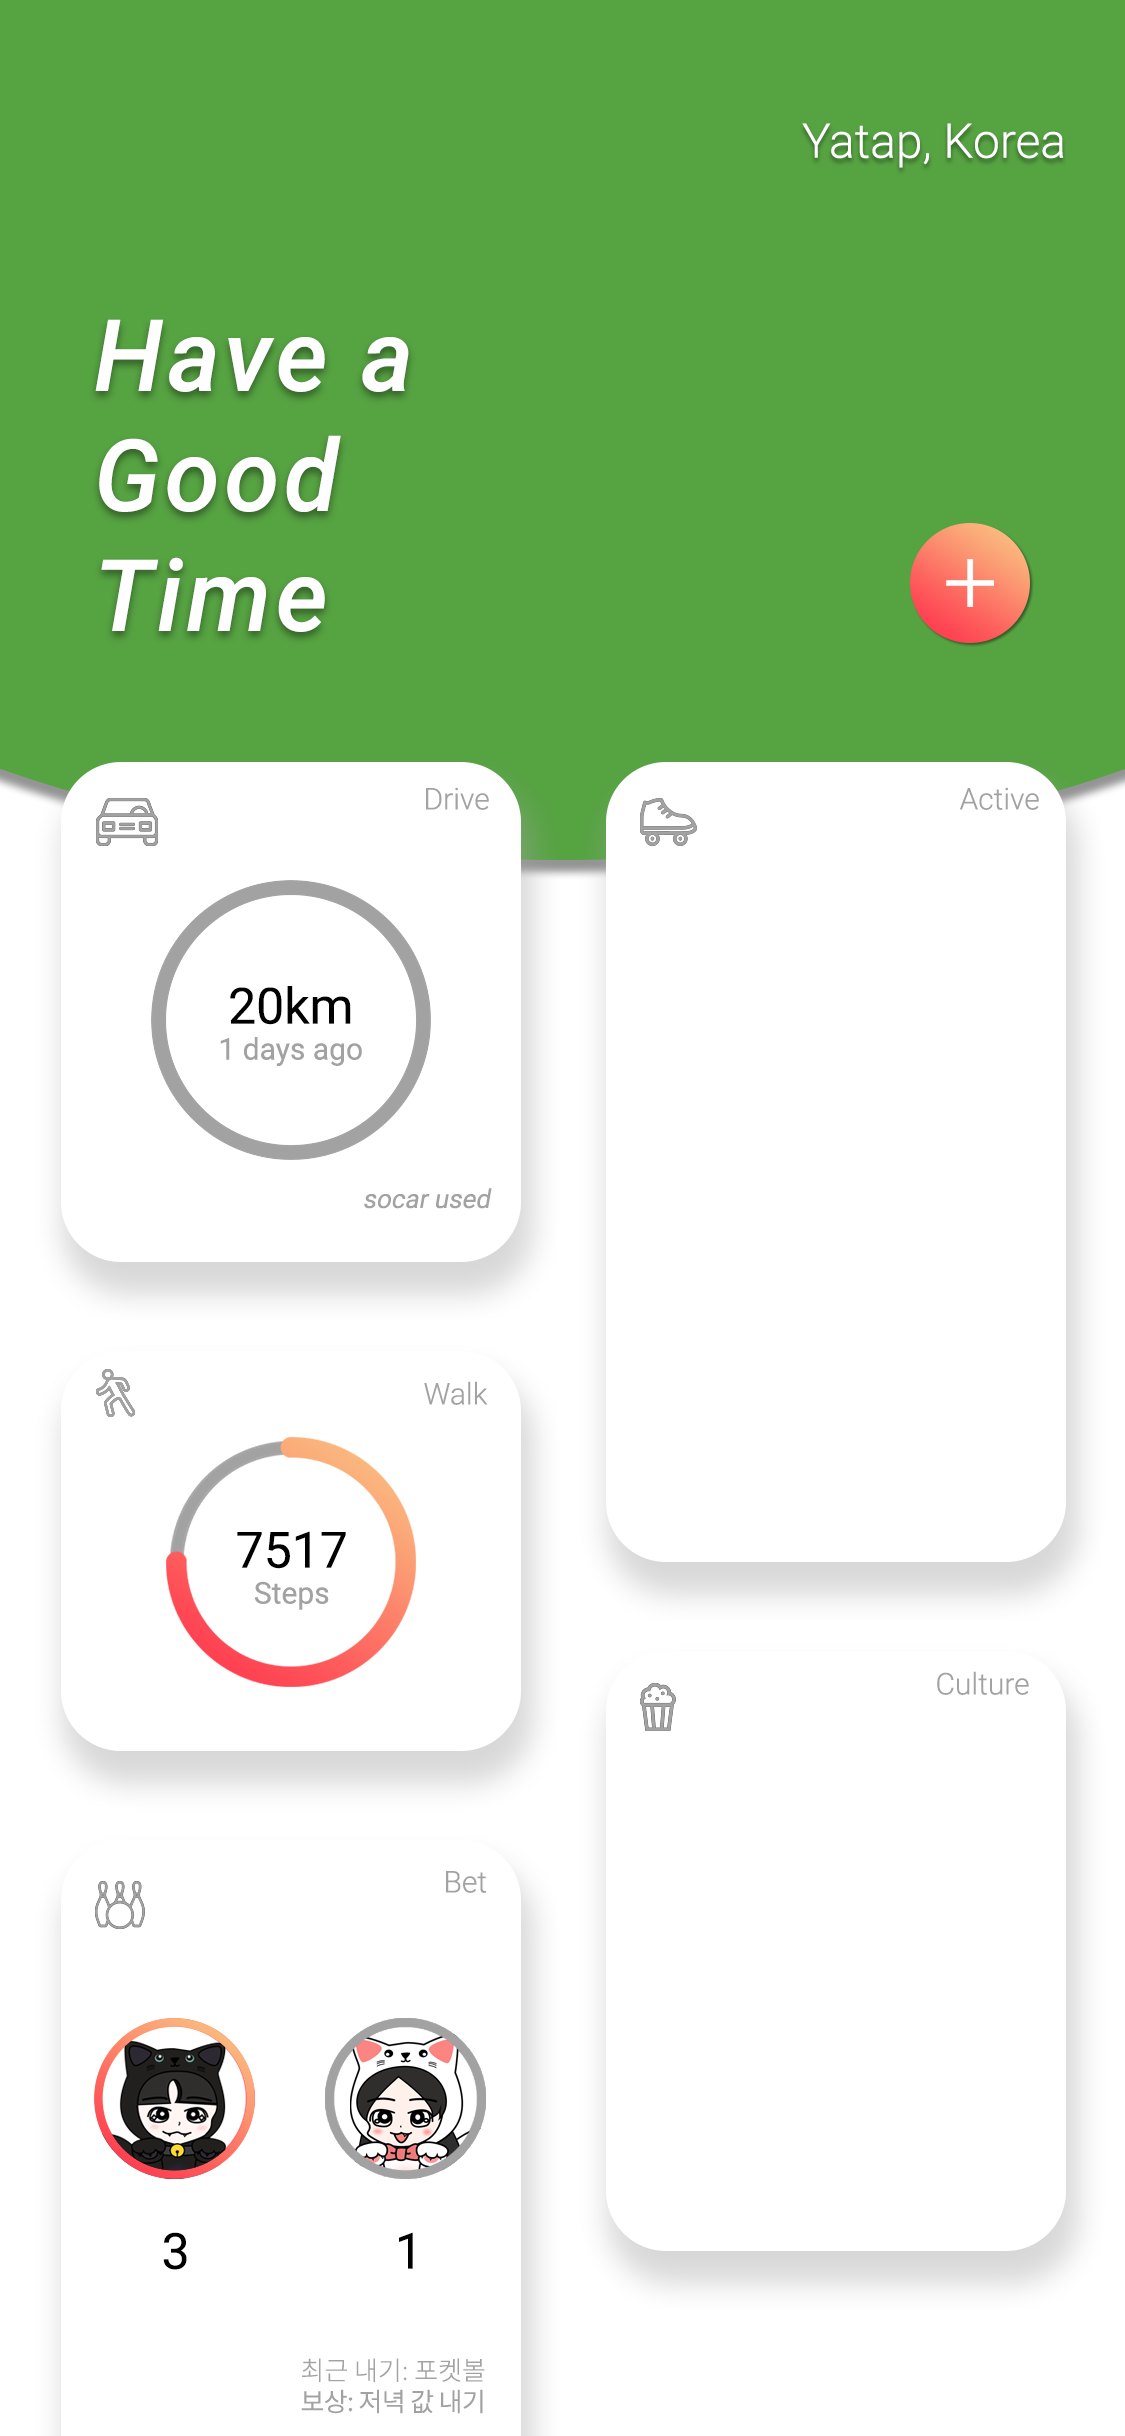 Yatap, Korea
Have a
Good
Time
Drive
20km
1 days ago
socar used
Active
Walk
7517
Steps
Culture
Bet
3
1
최근 내기: 포켓볼
보상: 저녁 값 내기